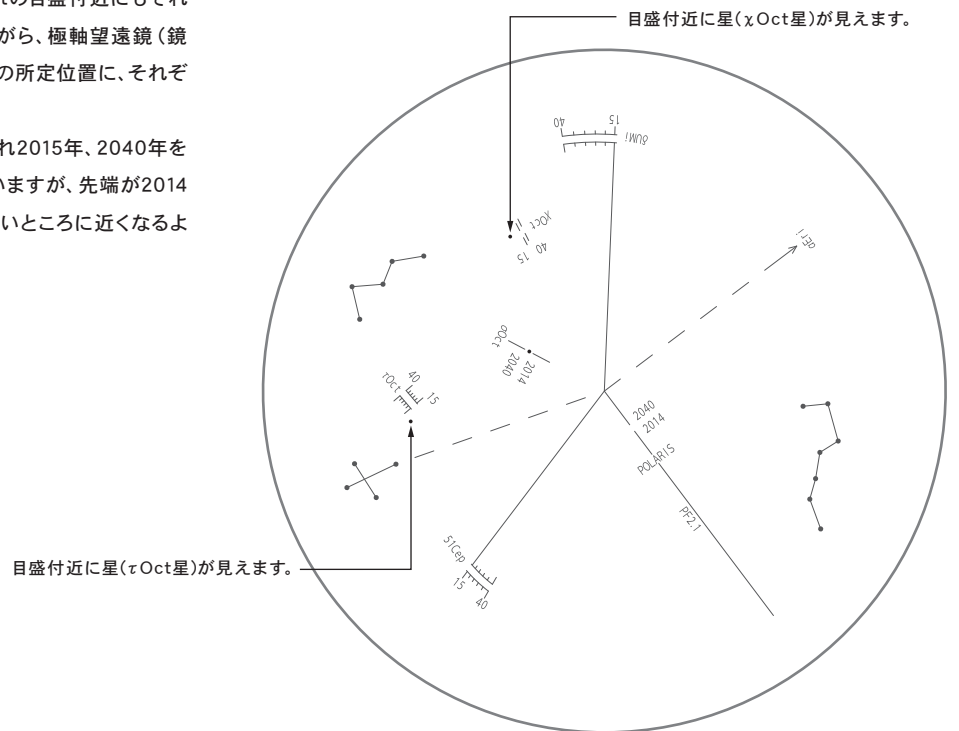 目盛付近に星(χOct星)が見えます。
の目盛付近にもそれ
がら、極軸望遠鏡(鏡
の所定位置に、それぞ
れ2015年、2040年を
いますが、先端が2014
いところに近くなるよ
40 15
δUMi
χOct
40
15
αEri
σOct
2040
2014
τOct
40
15
2040
2014
POLARIS
PF2.1
51Cep
15
40
目盛付近に星(τOct星)が見えます。